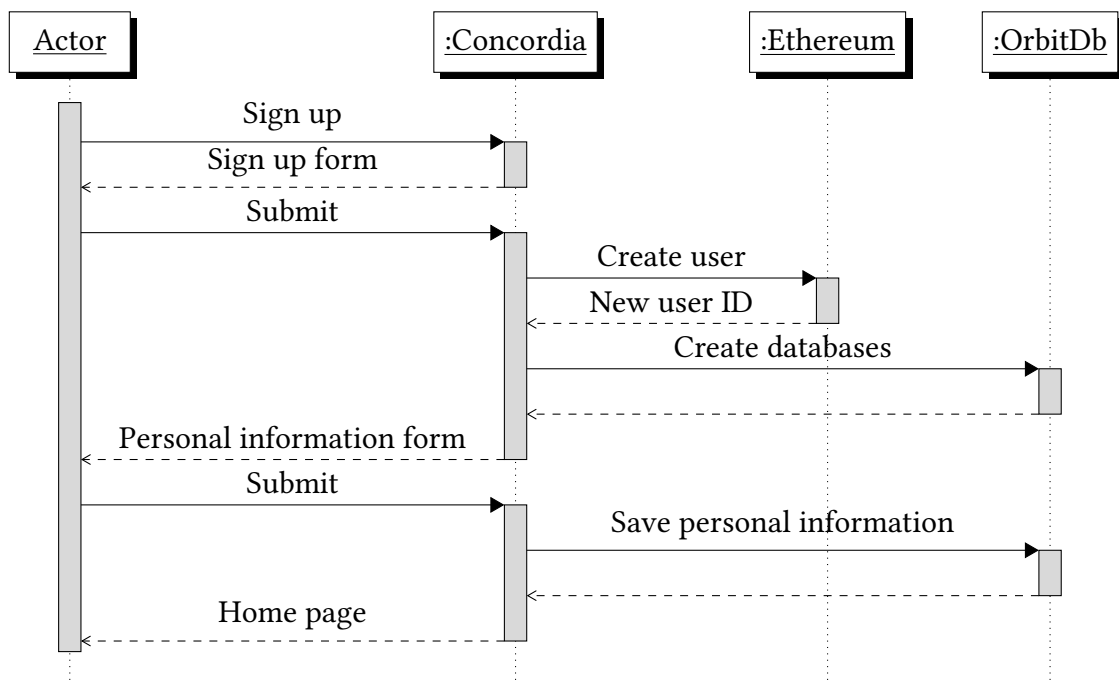 Actor
:Concordia
:Ethereum
:OrbitDb
Sign up
Sign up form
Submit
Create user
New user ID
Create databases
Personal information form
Submit
Save personal information
Home page